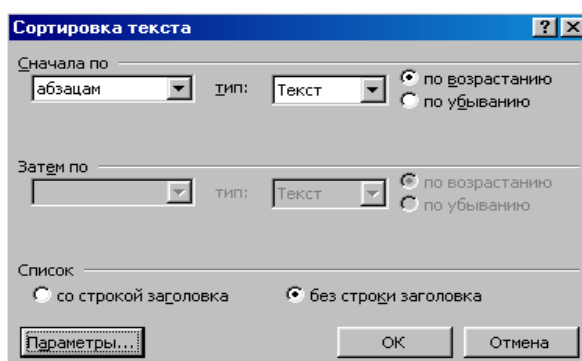 Сортировка текста
Сначала по
абзацам тип: Текст по возрастанию
по убыванию
Затем по
тип: Текст по возрастанию
по убыванию
Список
со строкой заголовка без строки заголовка
Параметры... ОК Отмена